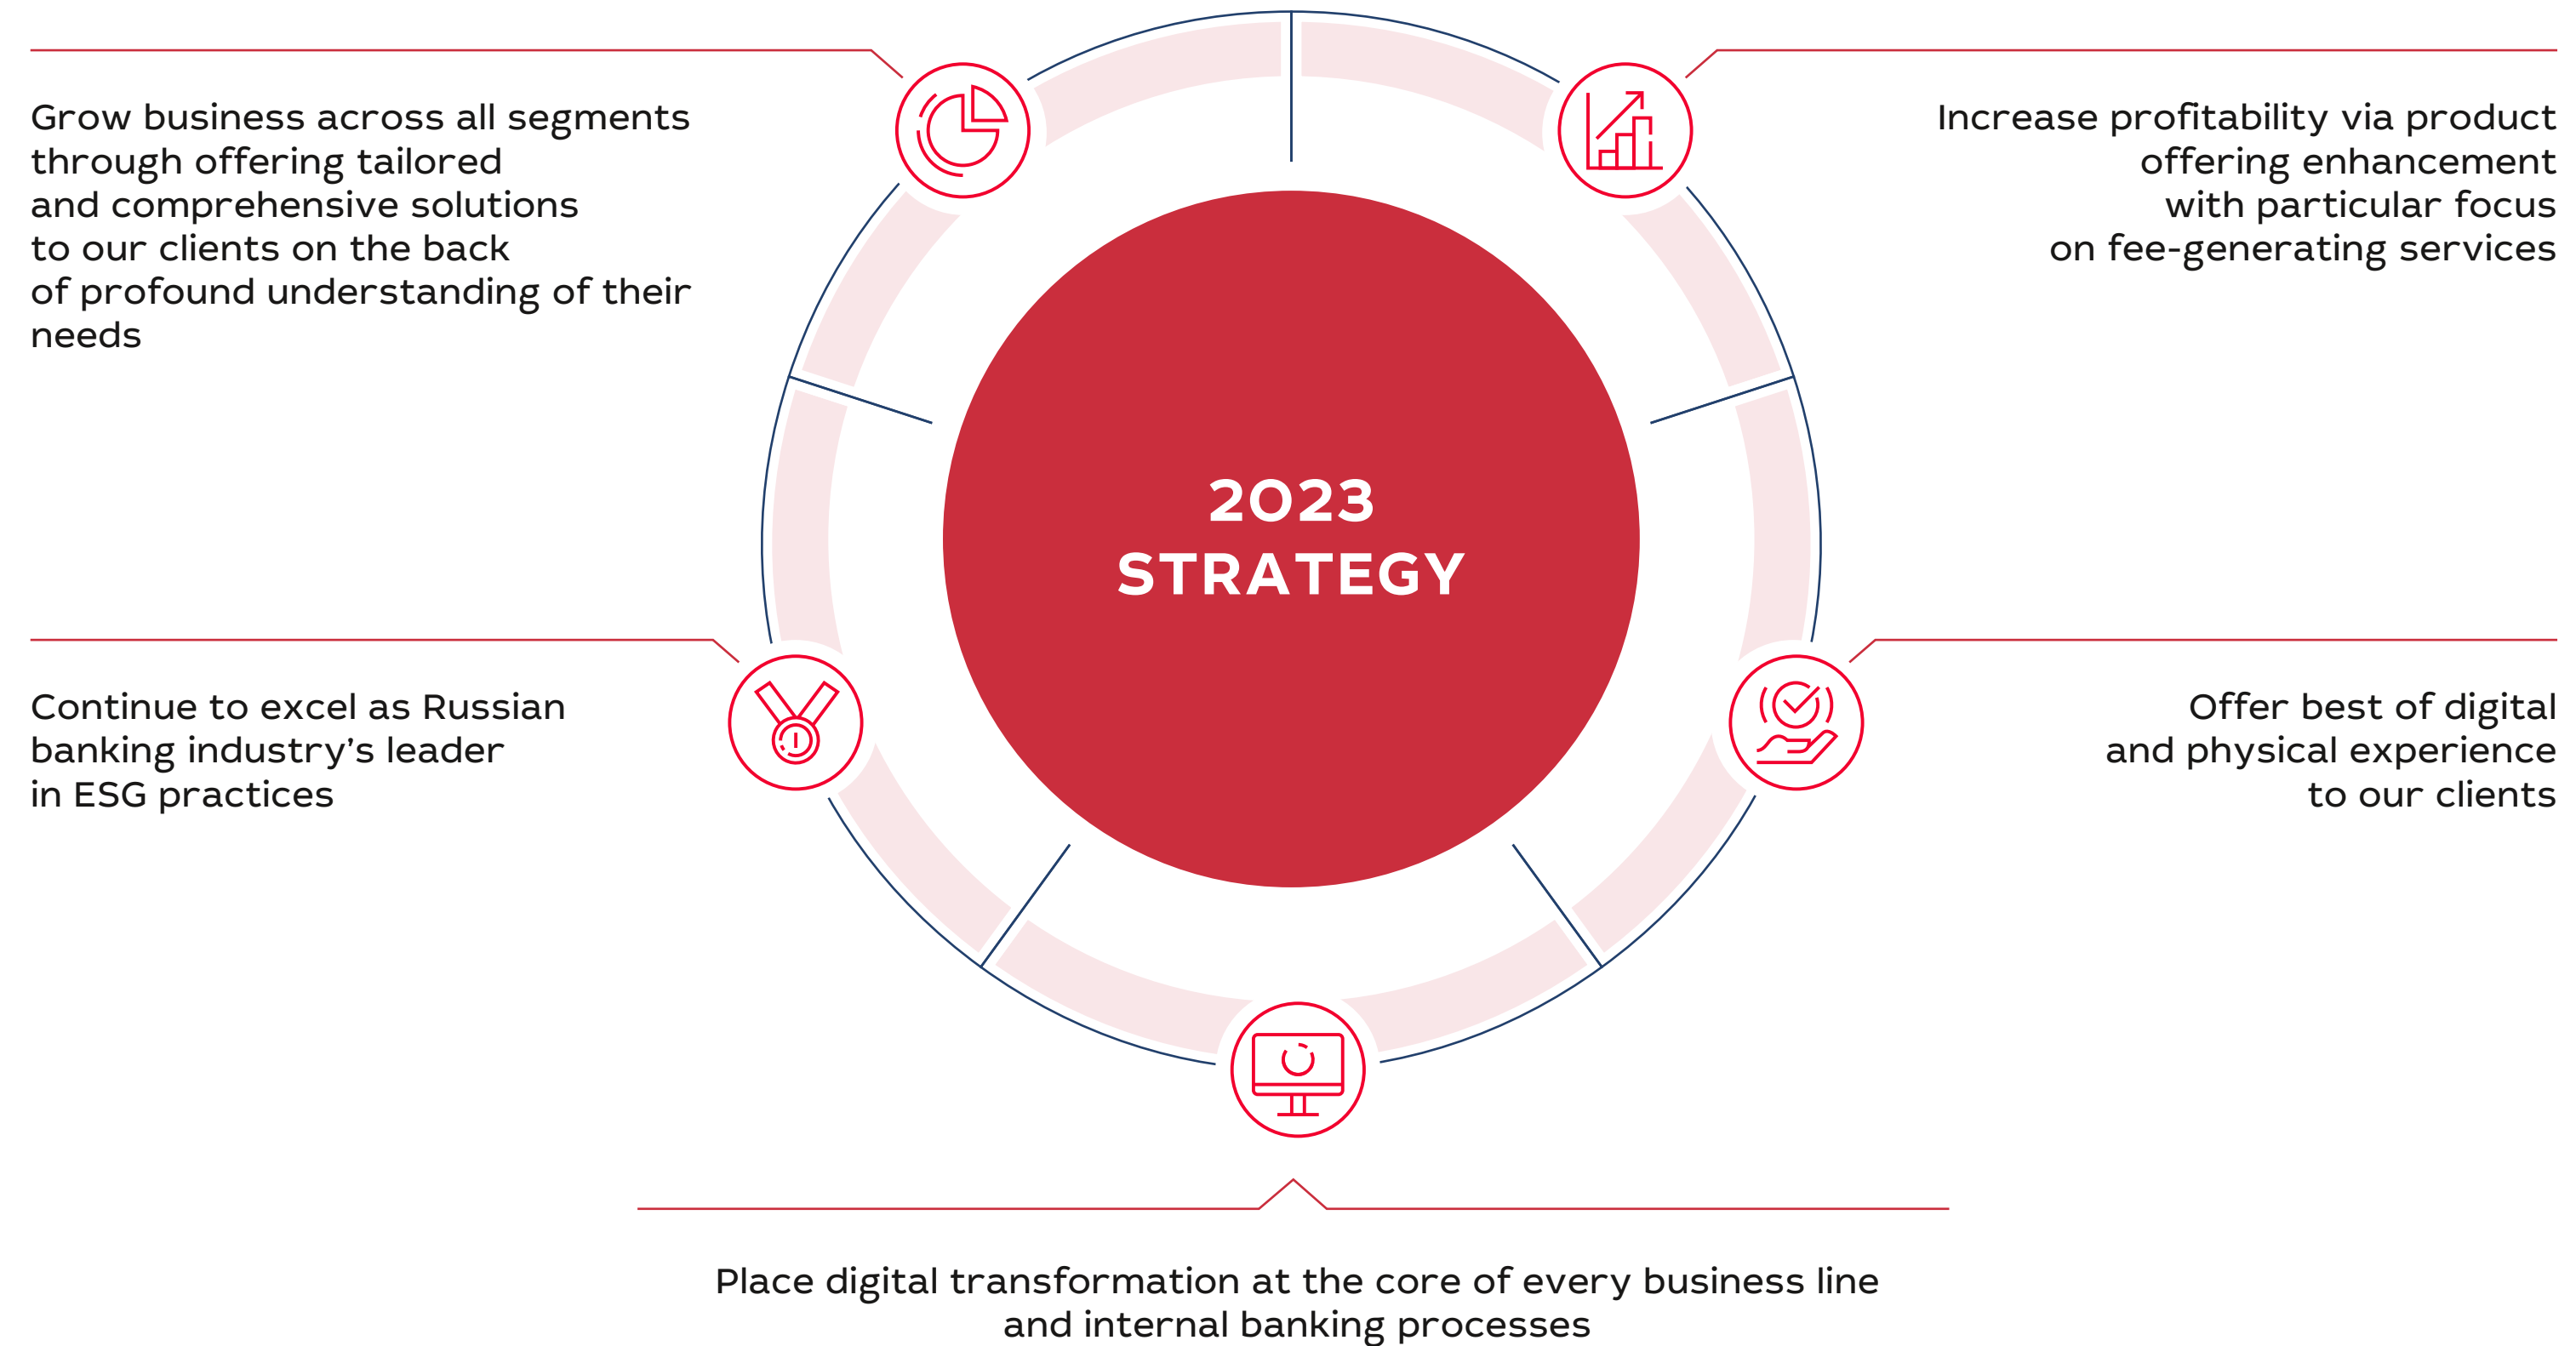 Grow business across all segments
through offering tailored
and comprehensive solutions
to our clients on the back
of profound understanding of their
needs
Increase profitability via product
offering enhancement
with particular focus
on fee-generating services
2023
STRATEGY
Continue to excel as Russian
banking industry’s leader
in ESG practices
Offer best of digital
and physical experience
to our clients
Place digital transformation at the core of every business line
and internal banking processes